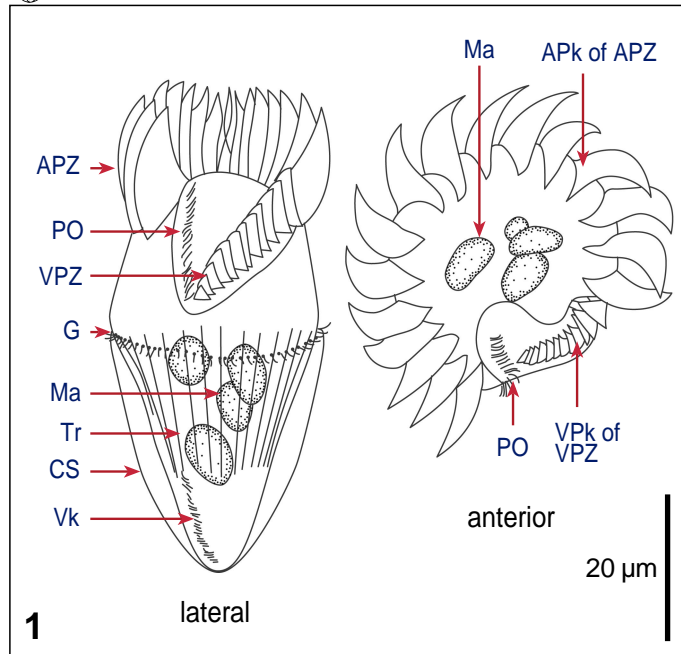 Ma
APk of APZ
APZ
PO
VPZ
G
Ma
Tr
CS
Vk
PO
VPk of
VPZ
anterior
20 µm
lateral
1